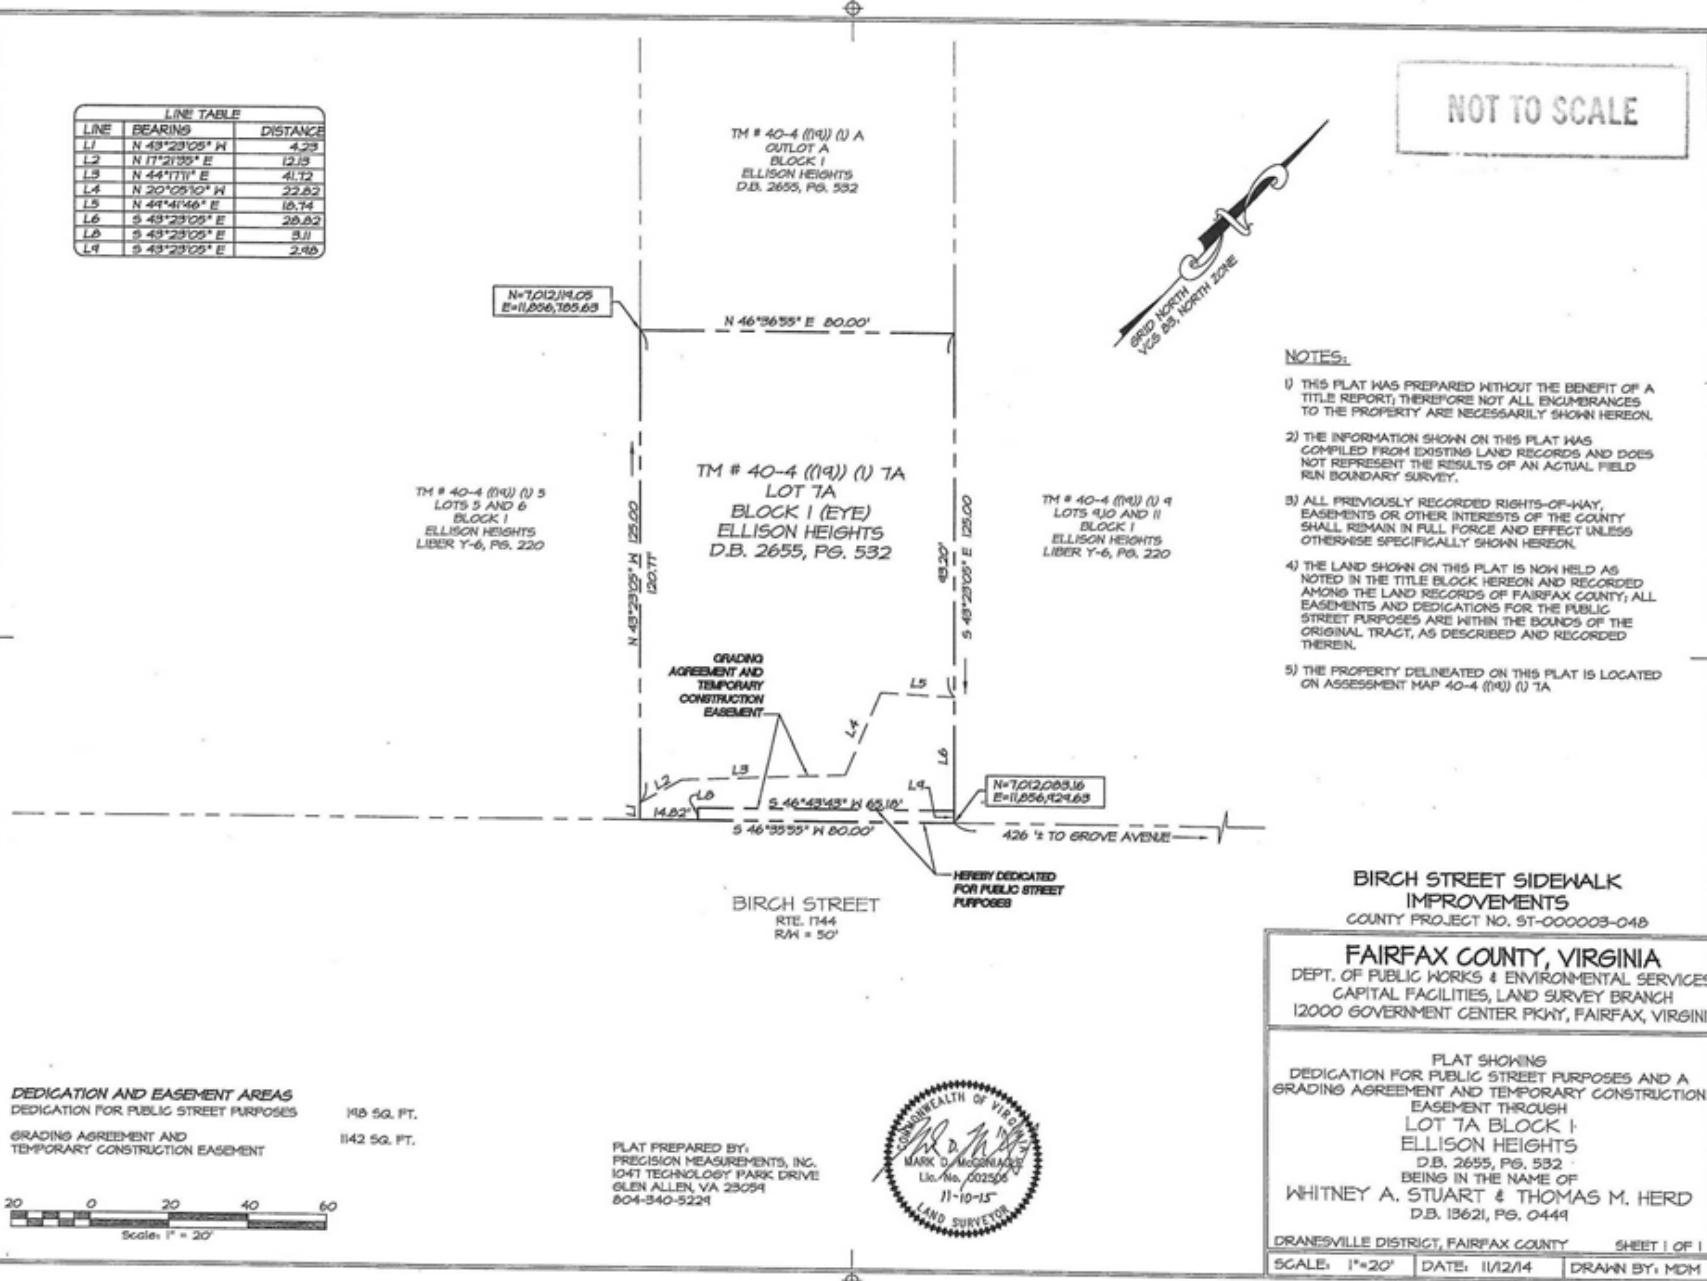 LINE TABLE
LINE BEARING DISTANCE
L1 N 43°23'05" W 4.23
L2 N 17°21'35" E 12.13
L3 N 44°17'11" E 41.72
L4 N 20°05'10" W 22.82
L5 N 49°41'46" E 18.74
L6 S 43°23'05" E 28.82
L8 S 43°23'05" E 3.11
L9 S 43°23'05" E 2.98
NOT TO SCALE
TM # 40-4 ((19)) (1) A
OUTLOT A
BLOCK 1
ELLISON HEIGHTS
D.B. 2655, PG. 532
GRID NORTH
VCS 83, NORTH ZONE
N=7,012,119.05
E=11,856,785.63
N 46°36'55" E 80.00'
TM # 40-4 ((19)) (1) 5
LOTS 5 AND 6
BLOCK 1
ELLISON HEIGHTS
LIBER Y-6, PG. 220
N 43°23'05" W 125.00
120.77'
TM # 40-4 ((19)) (1) 7A
LOT 7A
BLOCK 1 (EYE)
ELLISON HEIGHTS
D.B. 2655, PG. 532
93.20'
S 43°23'05" E 125.00
TM # 40-4 ((19)) (1) 9
LOTS 9,10 AND 11
BLOCK 1
ELLISON HEIGHTS
LIBER Y-6, PG. 220
GRADING
AGREEMENT AND
TEMPORARY
CONSTRUCTION
EASEMENT
L1
L2
L3
L4
L5
L6
L8
L9
14.82'
S 46°43'43" W 65.18'
S 46°35'55" W 80.00'
N=7,012,083.16
E=11,856,929.63
426 '± TO GROVE AVENUE
HEREBY DEDICATED
FOR PUBLIC STREET
PURPOSES
BIRCH STREET
RTE. 1744
R/W = 50'
NOTES:
1) THIS PLAT WAS PREPARED WITHOUT THE BENEFIT OF A
TITLE REPORT; THEREFORE NOT ALL ENCUMBRANCES
TO THE PROPERTY ARE NECESSARILY SHOWN HEREON.
2) THE INFORMATION SHOWN ON THIS PLAT WAS
COMPILED FROM EXISTING LAND RECORDS AND DOES
NOT REPRESENT THE RESULTS OF AN ACTUAL FIELD
RUN BOUNDARY SURVEY.
3) ALL PREVIOUSLY RECORDED RIGHTS-OF-WAY,
EASEMENTS OR OTHER INTERESTS OF THE COUNTY
SHALL REMAIN IN FULL FORCE AND EFFECT UNLESS
OTHERWISE SPECIFICALLY SHOWN HEREON.
4) THE LAND SHOWN ON THIS PLAT IS NOW HELD AS
NOTED IN THE TITLE BLOCK HEREON AND RECORDED
AMONG THE LAND RECORDS OF FAIRFAX COUNTY; ALL
EASEMENTS AND DEDICATIONS FOR THE PUBLIC
STREET PURPOSES ARE WITHIN THE BOUNDS OF THE
ORIGINAL TRACT, AS DESCRIBED AND RECORDED
THEREIN.
5) THE PROPERTY DELINEATED ON THIS PLAT IS LOCATED
ON ASSESSMENT MAP 40-4 ((19)) (1) 7A
BIRCH STREET SIDEWALK
IMPROVEMENTS
COUNTY PROJECT NO. ST-000003-048
FAIRFAX COUNTY, VIRGINIA
DEPT. OF PUBLIC WORKS & ENVIRONMENTAL SERVICES
CAPITAL FACILITIES, LAND SURVEY BRANCH
12000 GOVERNMENT CENTER PKWY, FAIRFAX, VIRGINI
PLAT SHOWING
DEDICATION FOR PUBLIC STREET PURPOSES AND A
GRADING AGREEMENT AND TEMPORARY CONSTRUCTION
EASEMENT THROUGH
LOT 7A BLOCK 1
ELLISON HEIGHTS
D.B. 2655, PG. 532
BEING IN THE NAME OF
WHITNEY A. STUART & THOMAS M. HERD
D.B. 13621, PG. 0449
DRANESVILLE DISTRICT, FAIRFAX COUNTY SHEET 1 OF 1
SCALE: 1"=20' DATE: 11/12/14 DRAWN BY: MDM
DEDICATION AND EASEMENT AREAS
DEDICATION FOR PUBLIC STREET PURPOSES 198 SQ. FT.
GRADING AGREEMENT AND 1142 SQ. FT.
TEMPORARY CONSTRUCTION EASEMENT
20 0 20 40 60
Scale: 1" = 20'
PLAT PREPARED BY:
PRECISION MEASUREMENTS, INC.
1047 TECHNOLOGY PARK DRIVE
GLEN ALLEN, VA 23059
804-340-5229
COMMONWEALTH OF VIRGINIA
MARK D. McGONIAGLE
Lic. No. 002505
11-10-15
LAND SURVEYOR